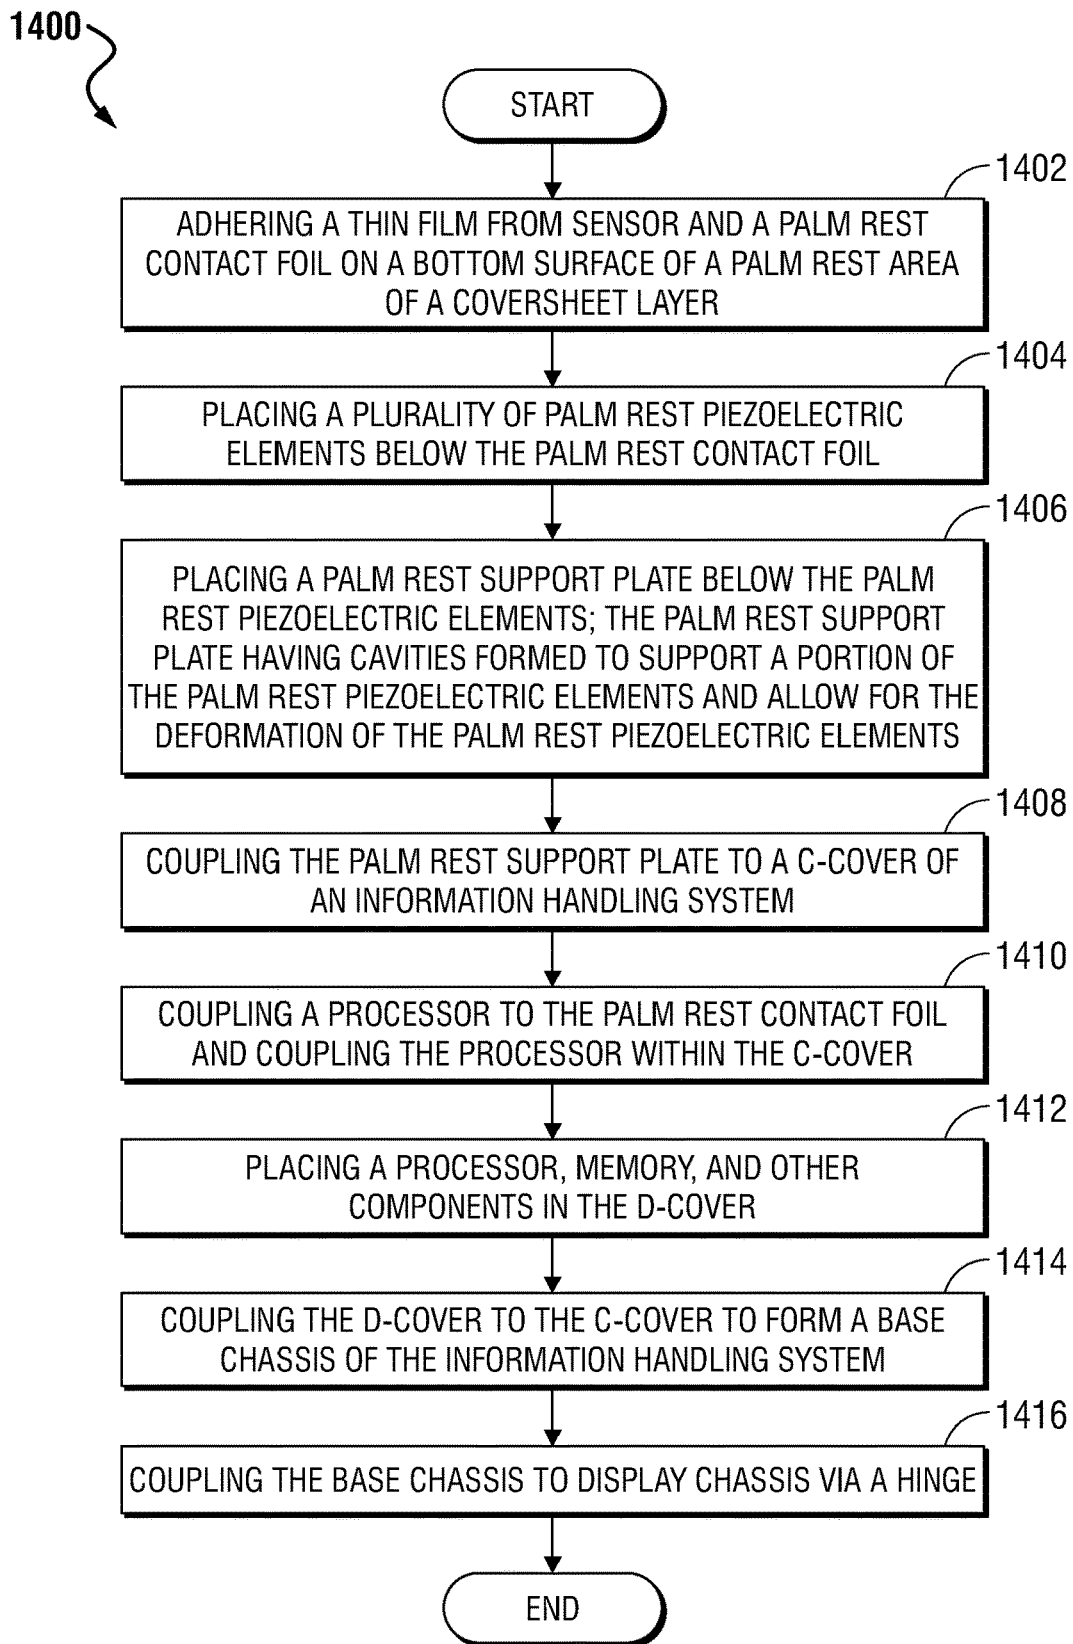 1400
START
1402
ADHERING A THIN FILM FROM SENSOR AND A PALM REST
CONTACT FOIL ON A BOTTOM SURFACE OF A PALM REST AREA
OF A COVERSHEET LAYER
1404
PLACING A PLURALITY OF PALM REST PIEZOELECTRIC
ELEMENTS BELOW THE PALM REST CONTACT FOIL
1406
PLACING A PALM REST SUPPORT PLATE BELOW THE PALM
REST PIEZOELECTRIC ELEMENTS; THE PALM REST SUPPORT
PLATE HAVING CAVITIES FORMED TO SUPPORT A PORTION OF
THE PALM REST PIEZOELECTRIC ELEMENTS AND ALLOW FOR THE
DEFORMATION OF THE PALM REST PIEZOELECTRIC ELEMENTS
1408
COUPLING THE PALM REST SUPPORT PLATE TO A C-COVER OF
AN INFORMATION HANDLING SYSTEM
1410
COUPLING A PROCESSOR TO THE PALM REST CONTACT FOIL
AND COUPLING THE PROCESSOR WITHIN THE C-COVER
1412
PLACING A PROCESSOR, MEMORY, AND OTHER
COMPONENTS IN THE D-COVER
1414
COUPLING THE D-COVER TO THE C-COVER TO FORM A BASE
CHASSIS OF THE INFORMATION HANDLING SYSTEM
1416
COUPLING THE BASE CHASSIS TO DISPLAY CHASSIS VIA A HINGE
END